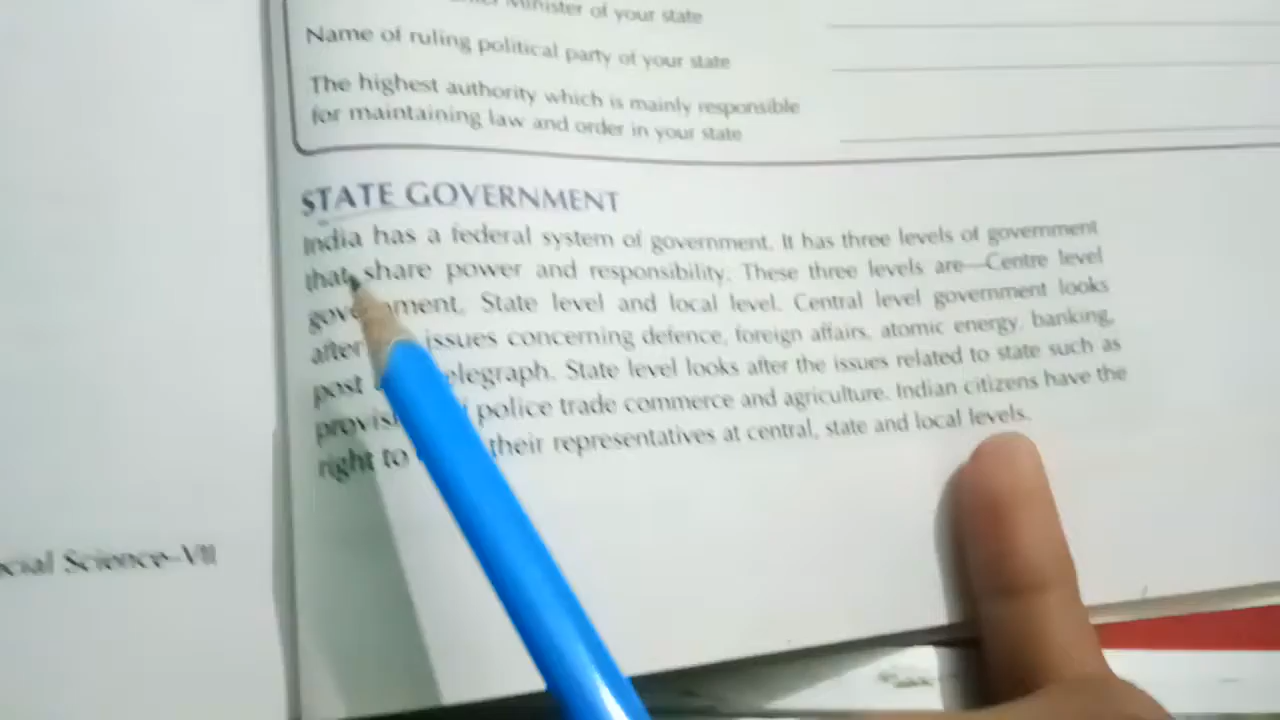 Minister of your state
Name of ruling political party of your state
The highest authority which is mainly responsible
for maintaining law and order in your state
STATE GOVERNMENT
India has a federal system of government. It has three levels of government
that share power and responsibility. These three levels are—Centre level
government, State level and local level. Central level government looks
after issues concerning defence, foreign affairs, atomic energy, banking,
post elegraph. State level looks after the issues related to state such as
provisi police trade commerce and agriculture. Indian citizens have the
right to their representatives at central, state and local levels.
cial Science–VII